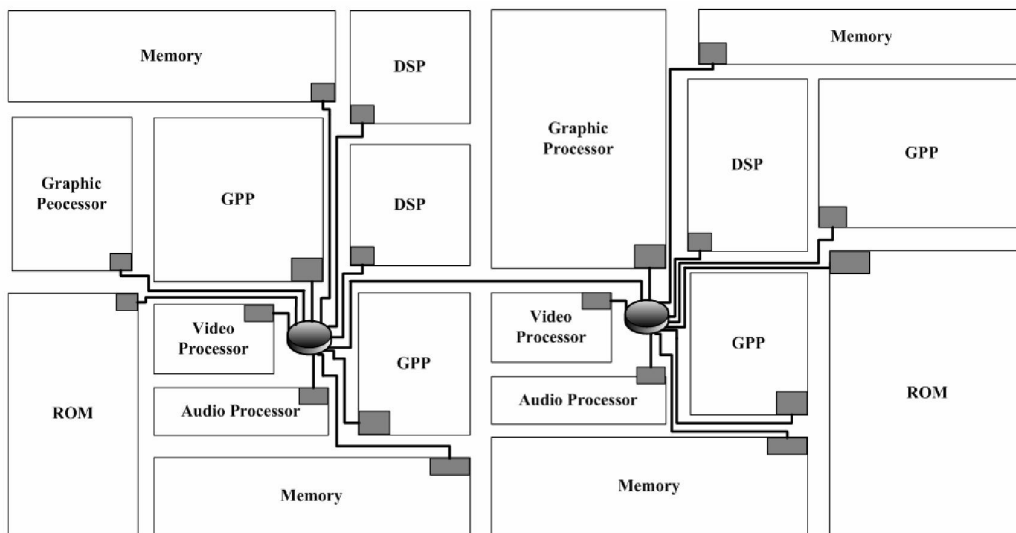 Memory
DSP
Graphic
Processor
Memory
Graphic
Peocessor
GPP
DSP
DSP
GPP
Video
Processor
GPP
Video
Processor
GPP
ROM
Audio Processor
Audio Processor
ROM
Memory
Memory